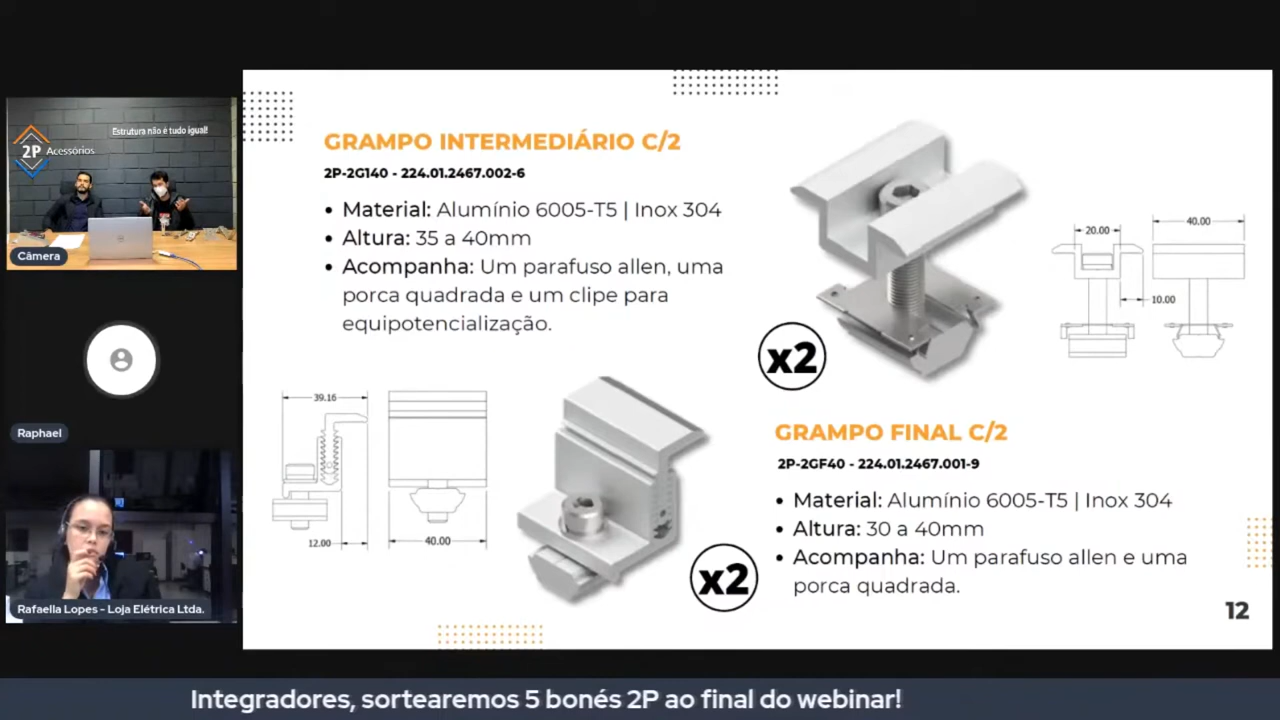 Estrutura não é tudo igual!
2P Acessórios
Câmera
Raphael
Rafaella Lopes - Loja Elétrica Ltda.
GRAMPO INTERMEDIÁRIO C/2
2P-2G140 - 224.01.2467.002-6
• Material: Alumínio 6005-T5 | Inox 304
• Altura: 35 a 40mm
• Acompanha: Um parafuso allen, uma
porca quadrada e um clipe para
equipotencialização.
x2
20.00
40.00
10.00
39.16
12.00
40.00
x2
GRAMPO FINAL C/2
2P-2GF40 - 224.01.2467.001-9
• Material: Alumínio 6005-T5 | Inox 304
• Altura: 30 a 40mm
• Acompanha: Um parafuso allen e uma
porca quadrada.
12
Integradores, sortearemos 5 bonés 2P ao final do webinar!